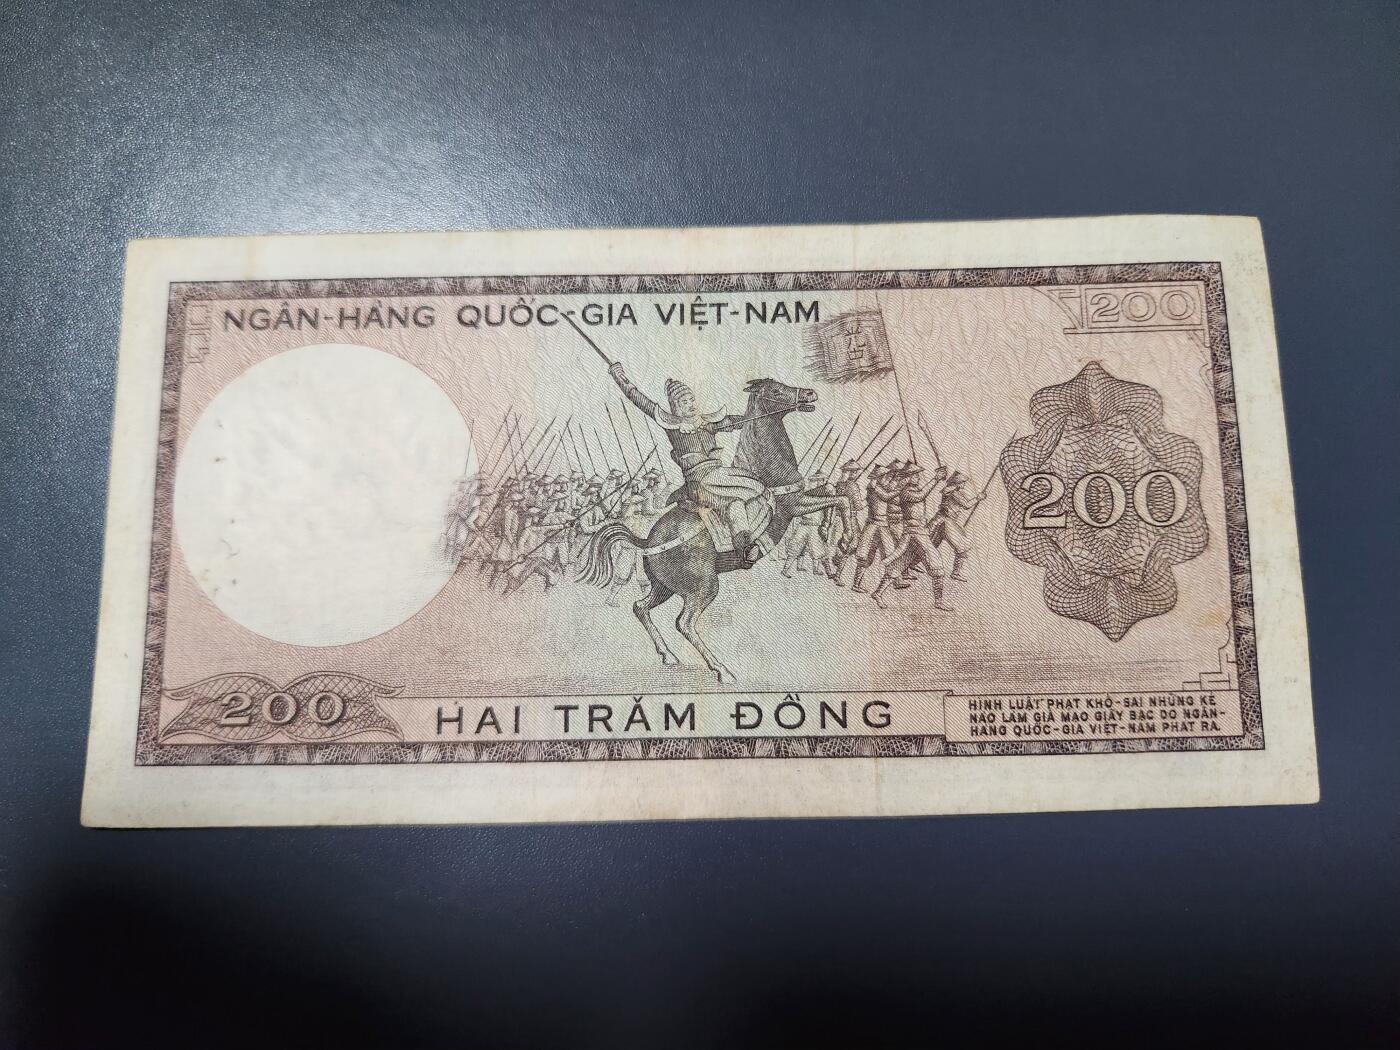 NGÂN-HÀNG QUỐC-GIA VIỆT-NAM
200
200
200
HAI TRĂM ĐỒNG
HÌNH LUẬT PHẠT KHỔ-SAI NHỮNG KẺ
NÀO LÀM GIẢ MẠO GIẤY BẠC DO NGÂN-
HÀNG QUỐC-GIA VIỆT-NAM PHÁT RA.